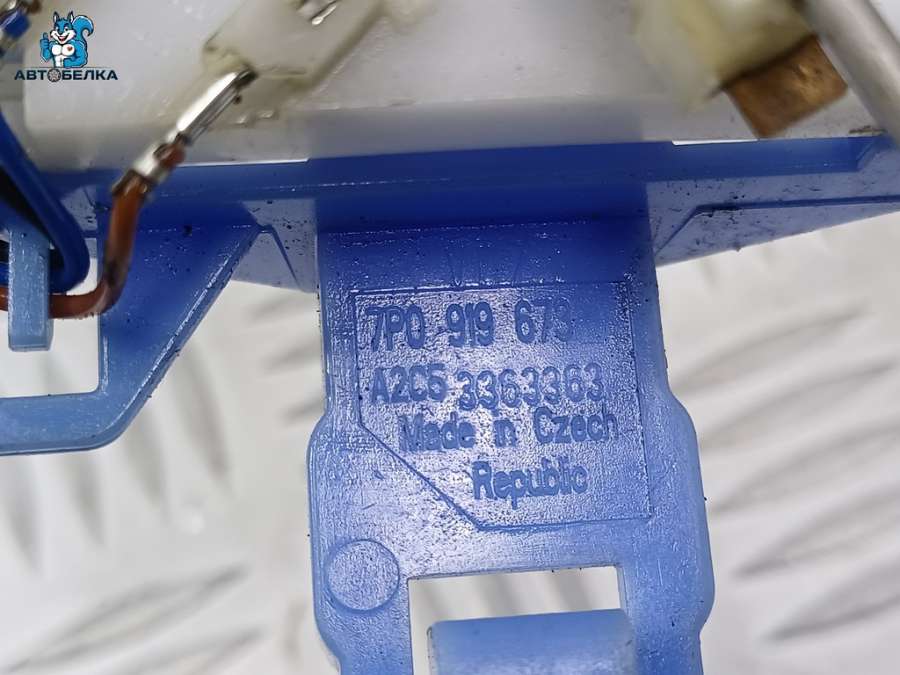 АВТОБЕЛКА
7P0 919 673
A2C5 3363363
Made in Czech
Republic